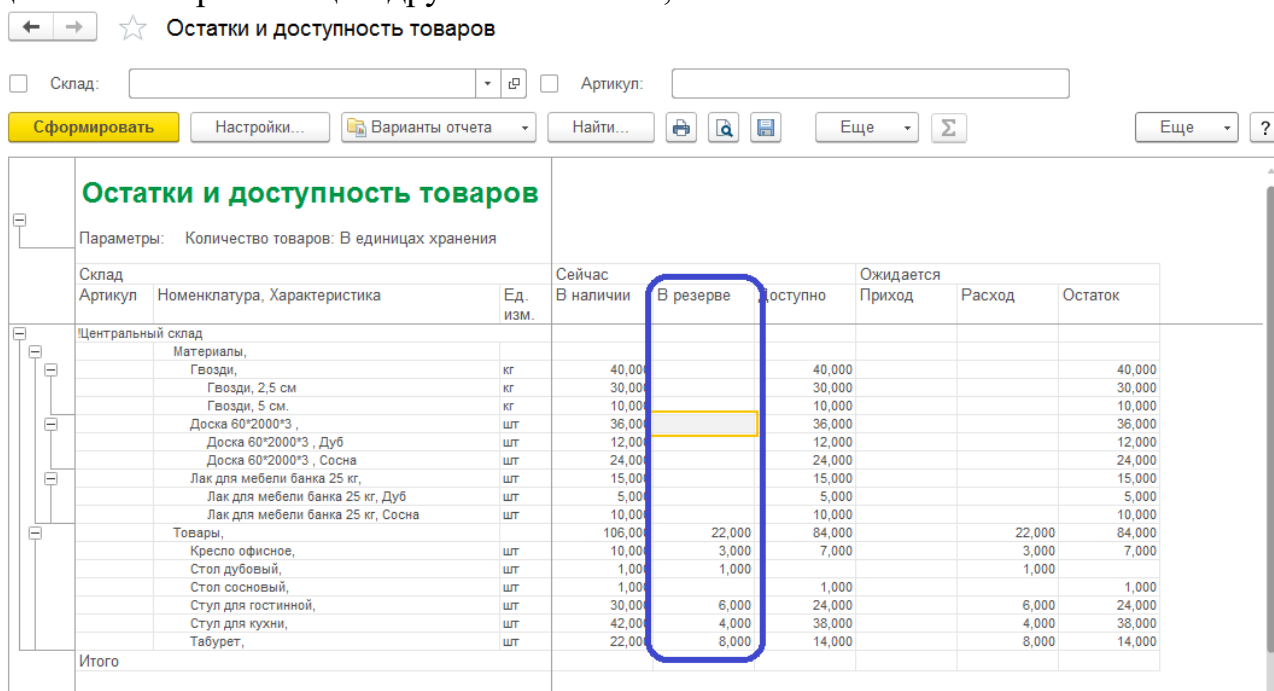 Остатки и доступность товаров
Склад: Артикул:
Сформировать Настройки... Варианты отчета Найти... Еще Σ Еще ?
Остатки и доступность товаров
Параметры: Количество товаров: В единицах хранения
Склад Сейчас Ожидается
Артикул Номенклатура, Характеристика Ед. изм. В наличии В резерве Доступно Приход Расход Остаток
!Центральный склад
Материалы,
Гвозди, кг 40,000 40,000 40,000
Гвозди, 2,5 см кг 30,000 30,000 30,000
Гвозди, 5 см. кг 10,000 10,000 10,000
Доска 60*2000*3 , шт 36,000 36,000 36,000
Доска 60*2000*3 , Дуб шт 12,000 12,000 12,000
Доска 60*2000*3 , Сосна шт 24,000 24,000 24,000
Лак для мебели банка 25 кг, шт 15,000 15,000 15,000
Лак для мебели банка 25 кг, Дуб шт 5,000 5,000 5,000
Лак для мебели банка 25 кг, Сосна шт 10,000 10,000 10,000
Товары, 106,000 22,000 84,000 22,000 84,000
Кресло офисное, шт 10,000 3,000 7,000 3,000 7,000
Стол дубовый, шт 1,000 1,000 1,000
Стол сосновый, шт 1,000 1,000 1,000
Стул для гостинной, шт 30,000 6,000 24,000 6,000 24,000
Стул для кухни, шт 42,000 4,000 38,000 4,000 38,000
Табурет, шт 22,000 8,000 14,000 8,000 14,000
Итого